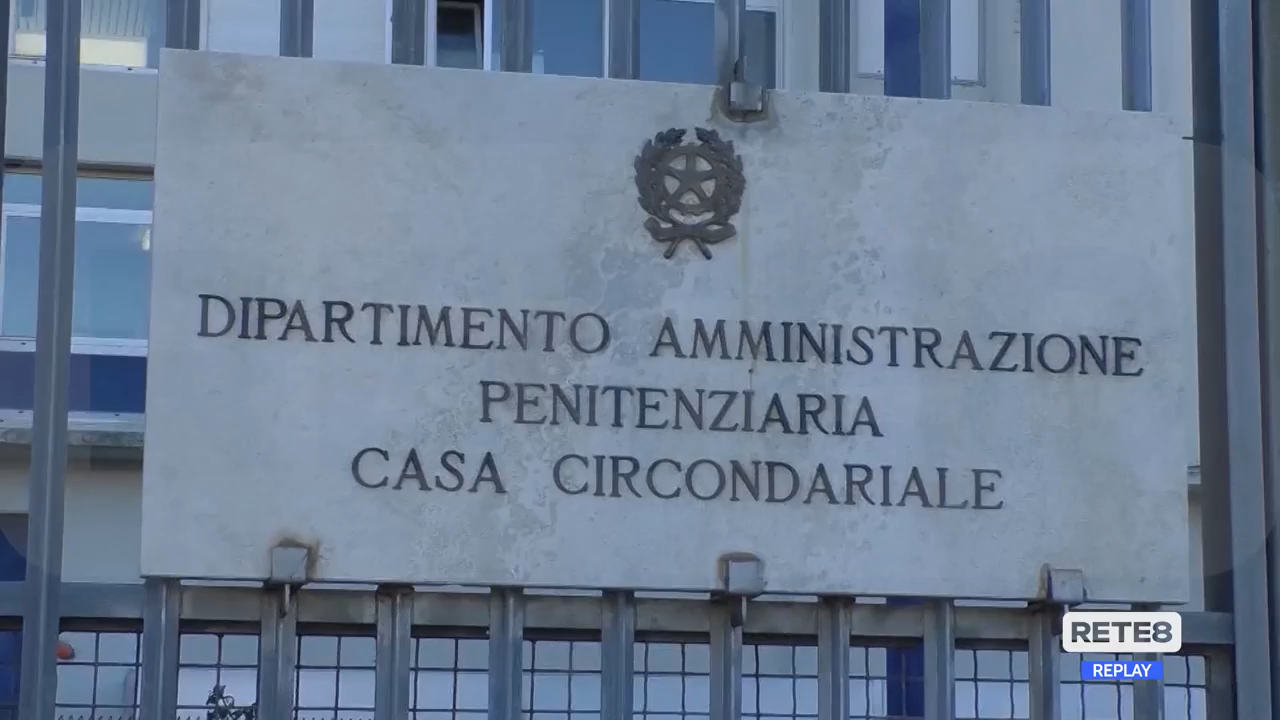 DIPARTIMENTO AMMINISTRAZIONE
PENITENZIARIA
CASA CIRCONDARIALE
RETE8
REPLAY